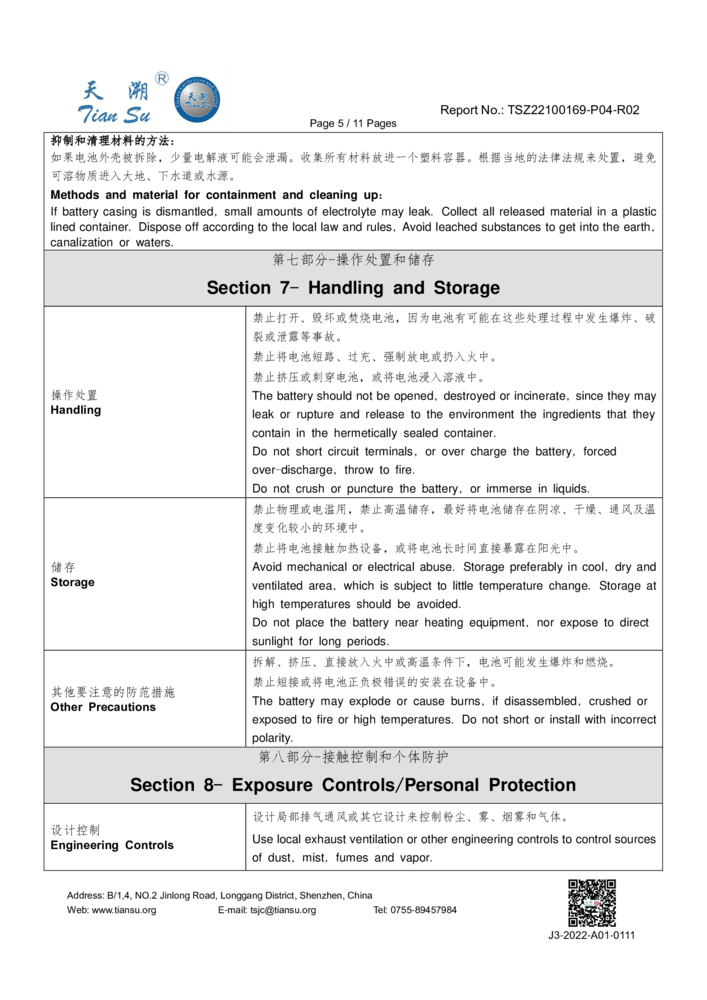 天 溯 ®
Tian Su
天溯
Tian Su
Page 5 / 11 Pages
Report No.: TSZ22100169-P04-R02
抑制和清理材料的方法：
如果电池外壳被拆除，少量电解液可能会泄漏。收集所有材料放进一个塑料容器。根据当地的法律法规来处置，避免
可溶物质进入大地、下水道或水源。
Methods and material for containment and cleaning up：
If battery casing is dismantled, small amounts of electrolyte may leak. Collect all released material in a plastic
lined container. Dispose off according to the local law and rules, Avoid leached substances to get into the earth,
canalization or waters.
第七部分-操作处置和储存
Section 7- Handling and Storage
操作处置
Handling
禁止打开、毁坏或焚烧电池，因为电池有可能在这些处理过程中发生爆炸、破
裂或泄露等事故。
禁止将电池短路、过充、强制放电或扔入火中。
禁止挤压或刺穿电池，或将电池浸入溶液中。
The battery should not be opened, destroyed or incinerate, since they may
leak or rupture and release to the environment the ingredients that they
contain in the hermetically sealed container.
Do not short circuit terminals, or over charge the battery, forced
over-discharge, throw to fire.
Do not crush or puncture the battery, or immerse in liquids.
储存
Storage
禁止物理或电滥用，禁止高温储存，最好将电池储存在阴凉、干燥、通风及温
度变化较小的环境中。
禁止将电池接触加热设备，或将电池长时间直接暴露在阳光中。
Avoid mechanical or electrical abuse. Storage preferably in cool, dry and
ventilated area, which is subject to little temperature change. Storage at
high temperatures should be avoided.
Do not place the battery near heating equipment, nor expose to direct
sunlight for long periods.
其他要注意的防范措施
Other Precautions
拆解、挤压、直接放入火中或高温条件下，电池可能发生爆炸和燃烧。
禁止短接或将电池正负极错误的安装在设备中。
The battery may explode or cause burns, if disassembled, crushed or
exposed to fire or high temperatures. Do not short or install with incorrect
polarity.
第八部分-接触控制和个体防护
Section 8- Exposure Controls/Personal Protection
设计控制
Engineering Controls
设计局部排气通风或其它设计来控制粉尘、雾、烟雾和气体。
Use local exhaust ventilation or other engineering controls to control sources
of dust, mist, fumes and vapor.
Address: B/1,4, NO.2 Jinlong Road, Longgang District, Shenzhen, China
Web: www.tiansu.org E-mail: tsjc@tiansu.org Tel: 0755-89457984
J3-2022-A01-0111